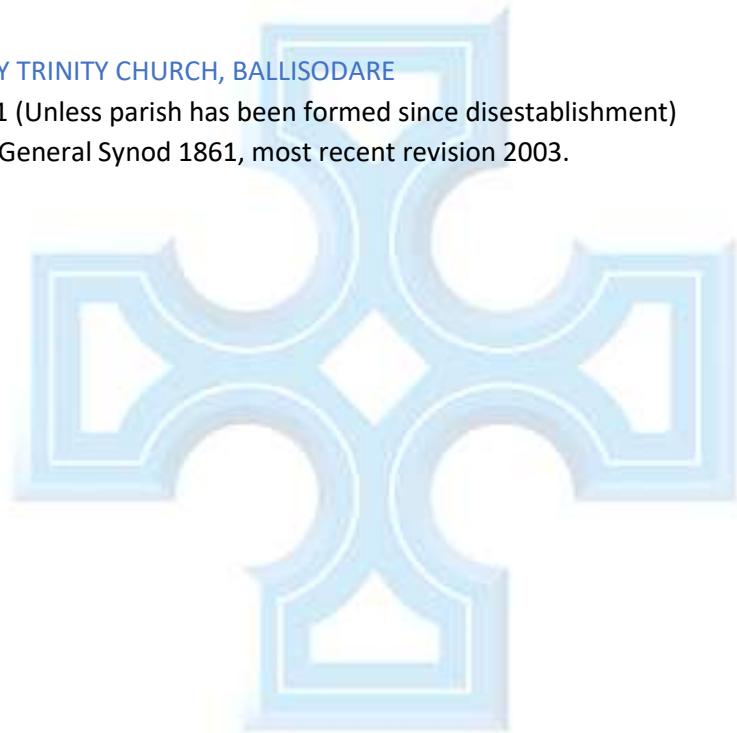 Y TRINITY CHURCH, BALLISODARE
1 (Unless parish has been formed since disestablishment)
General Synod 1861, most recent revision 2003.